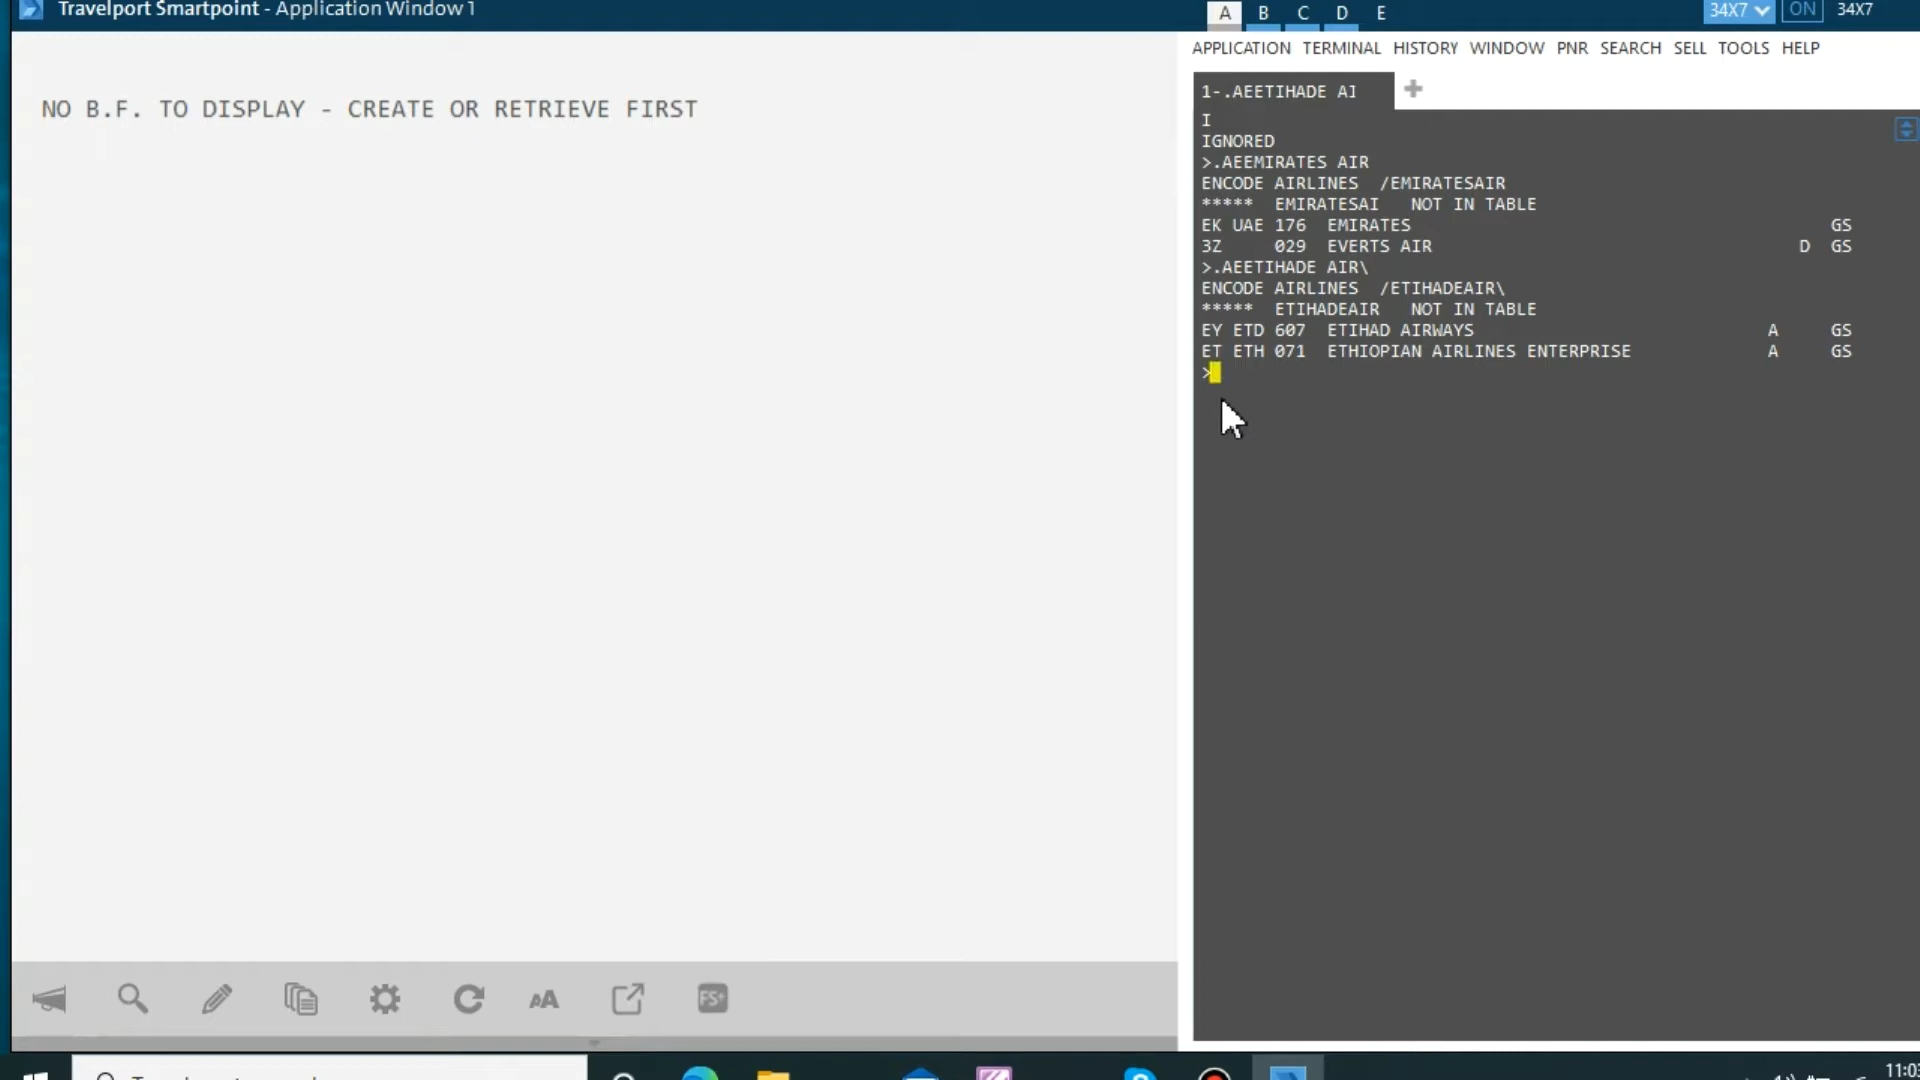 Travelport Smartpoint - Application Window 1
A B C D E
34X7 ON 34X7
APPLICATION TERMINAL HISTORY WINDOW PNR SEARCH SELL TOOLS HELP
NO B.F. TO DISPLAY - CREATE OR RETRIEVE FIRST
1-.AEETIHADE AI
I
IGNORED
>.AEEMIRATES AIR
ENCODE AIRLINES /EMIRATESAIR
***** EMIRATESAI NOT IN TABLE
EK UAE 176 EMIRATES GS
3Z 029 EVERTS AIR D GS
>.AEETIHADE AIR\
ENCODE AIRLINES /ETIHADEAIR\
***** ETIHADEAIR NOT IN TABLE
EY ETD 607 ETIHAD AIRWAYS A GS
ET ETH 071 ETHIOPIAN AIRLINES ENTERPRISE A GS
>
AA
FS+